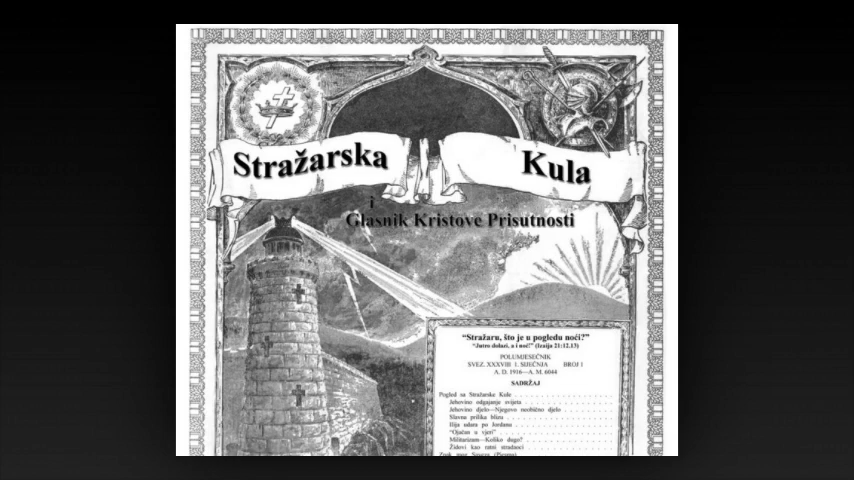 Stražarska Kula
i
Glasnik Kristove Prisutnosti
“Stražaru, što je u pogledu noći?”
“Jutro dolazi, a i noć!” (Izaija 21:12,13)
POLUMJESEČNIK
SVEZ. XXXVIII 1. SIJEČNJA BROJ 1
A. D. 1916—A. M. 6044
SADRŽAJ
Pogled sa Stražarske Kule
Jehovino odgajanje svijeta
Jehovino djelo—Njegovo neobično djelo
Slavna prilika blizu
Ilija udara po Jordanu
“Ojačan u vjeri”
Militarizam—Koliko dugo?
Židovi kao ratni stradnoci